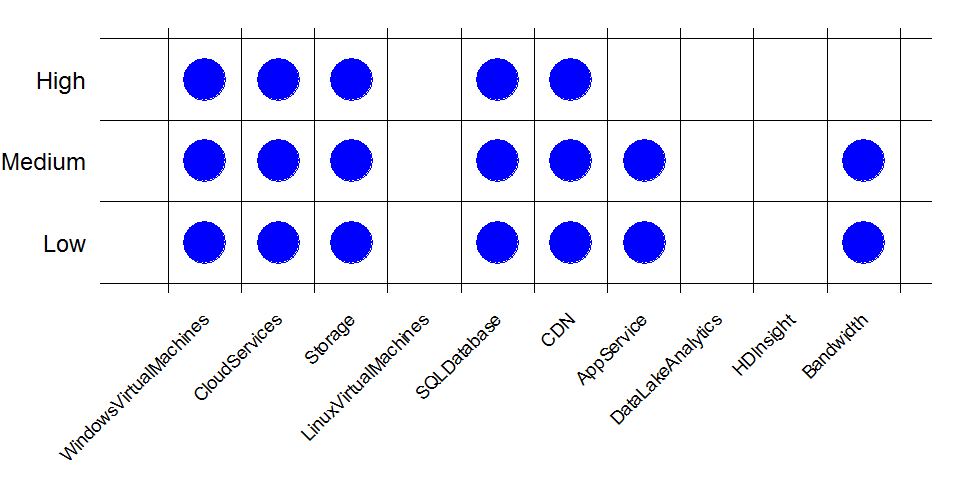 High
Medium
Low
WindowsVirtualMachines
CloudServices
Storage
LinuxVirtualMachines
SQLDatabase
CDN
AppService
DataLakeAnalytics
HDInsight
Bandwidth